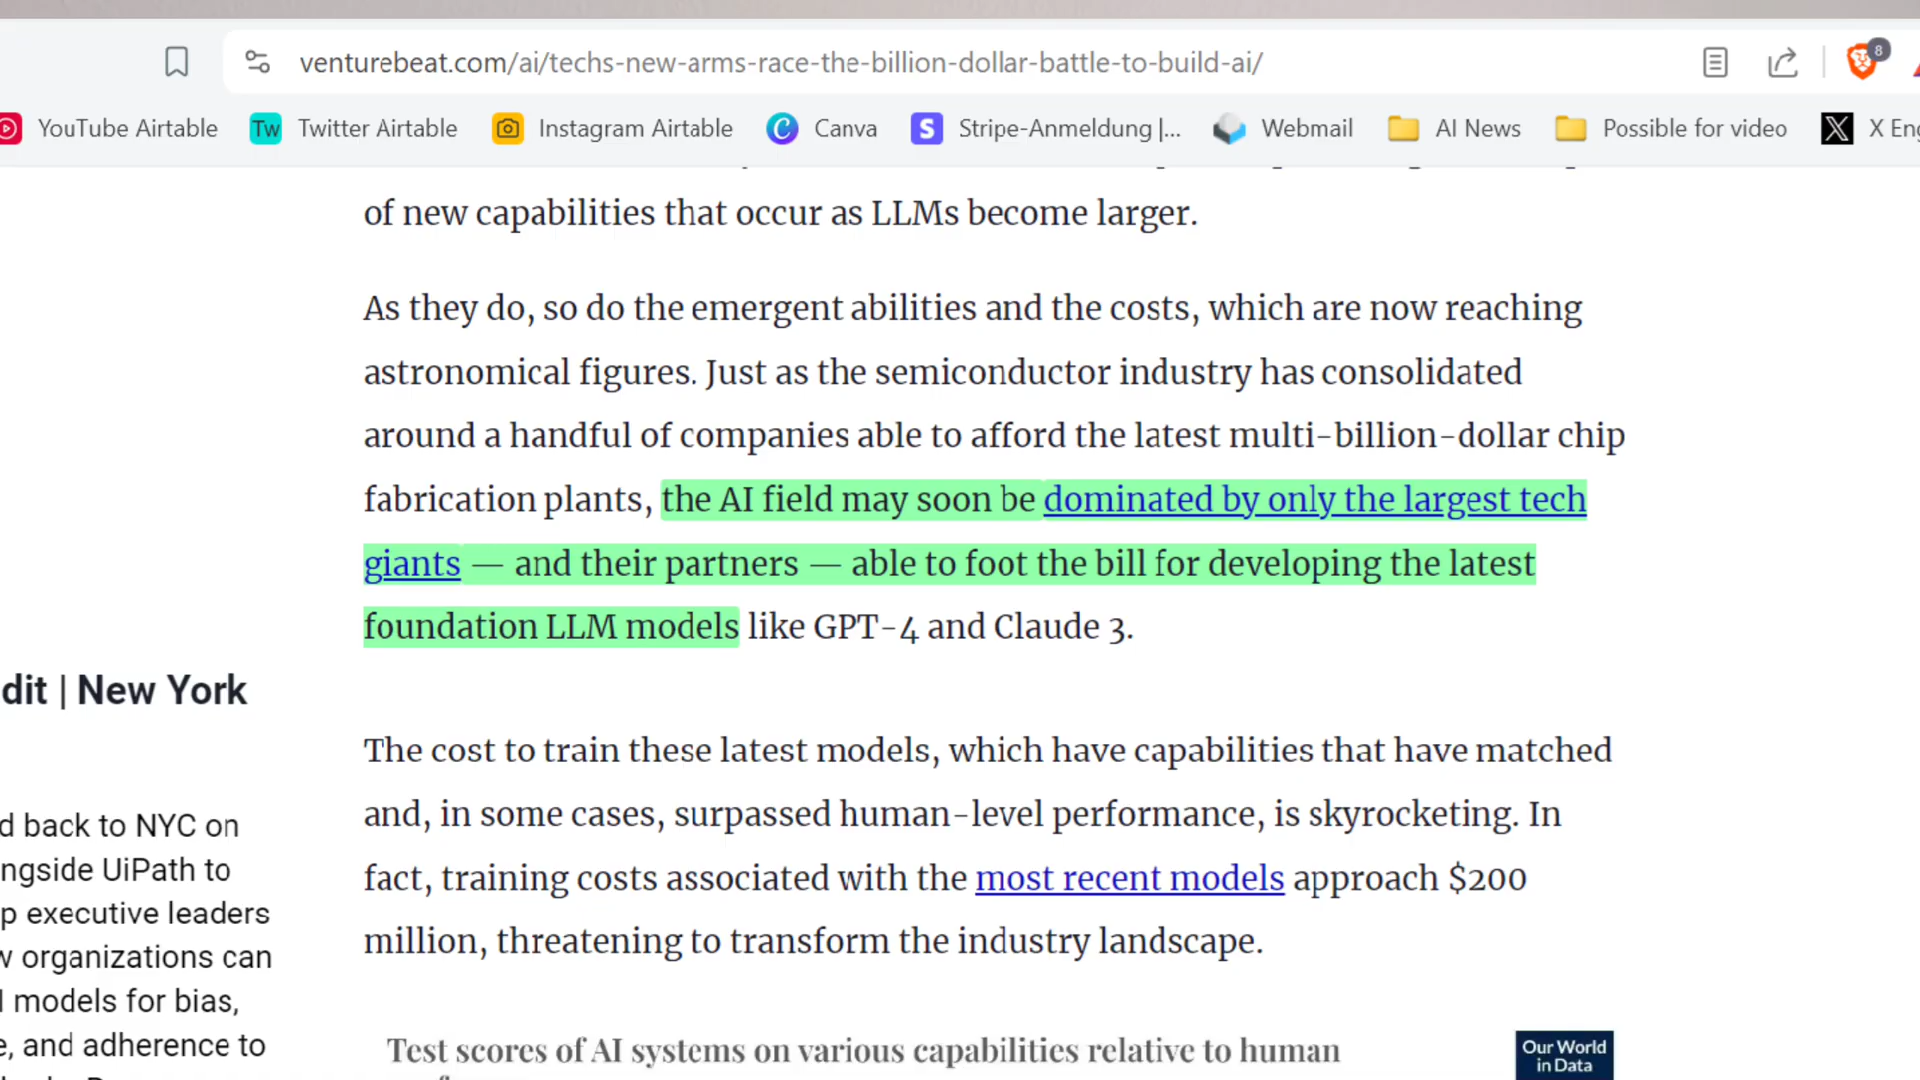 venturebeat.com/ai/techs-new-arms-race-the-billion-dollar-battle-to-build-ai/
8
YouTube Airtable
Tw Twitter Airtable
Instagram Airtable
Canva
S Stripe-Anmeldung |...
Webmail
AI News
Possible for video
X Eng
of new capabilities that occur as LLMs become larger.
As they do, so do the emergent abilities and the costs, which are now reaching
astronomical figures. Just as the semiconductor industry has consolidated
around a handful of companies able to afford the latest multi-billion-dollar chip
fabrication plants, the AI field may soon be dominated by only the largest tech
giants — and their partners — able to foot the bill for developing the latest
foundation LLM models like GPT-4 and Claude 3.
dit | New York
The cost to train these latest models, which have capabilities that have matched
and, in some cases, surpassed human-level performance, is skyrocketing. In
fact, training costs associated with the most recent models approach $200
million, threatening to transform the industry landscape.
d back to NYC on
ngside UiPath to
p executive leaders
w organizations can
models for bias,
e, and adherence to
Test scores of AI systems on various capabilities relative to human
Our World
in Data